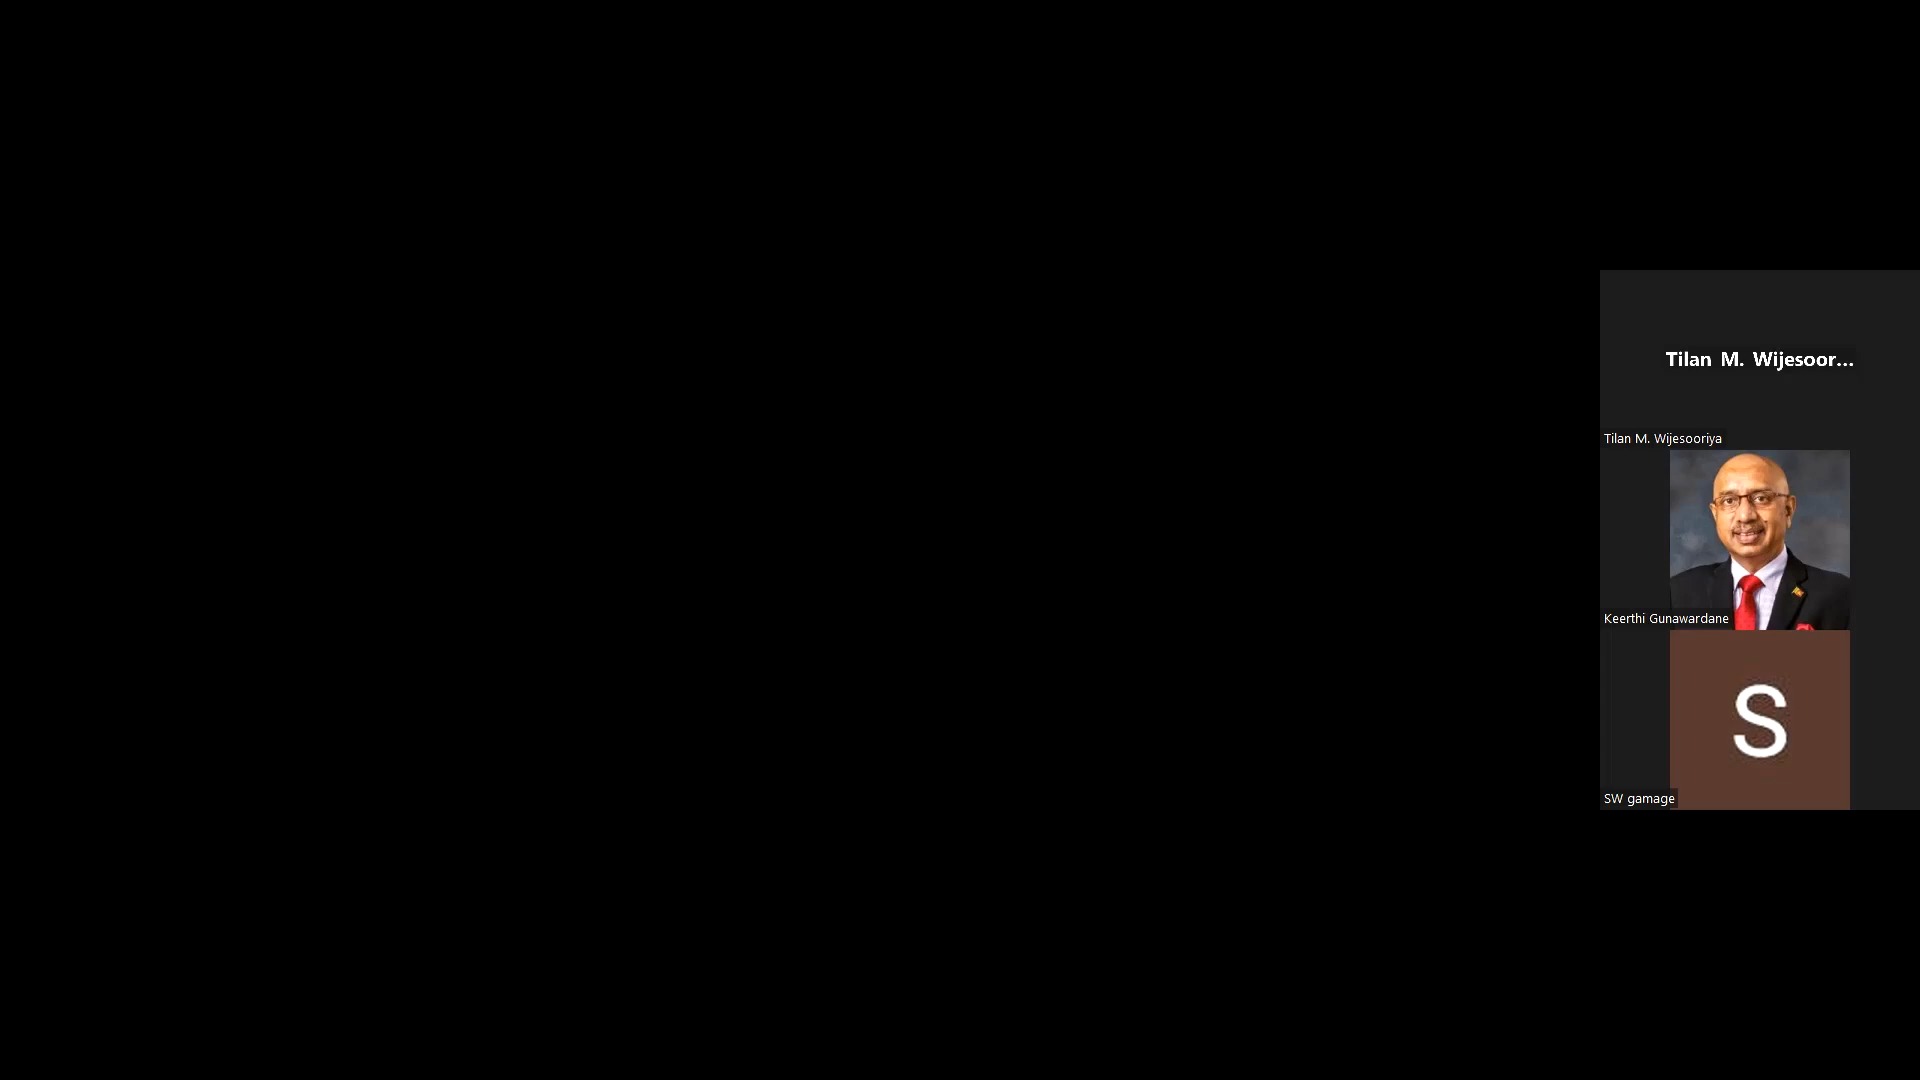 Tilan M. Wijesoor...
Tilan M. Wijesooriya
Keerthi Gunawardane
S
SW gamage